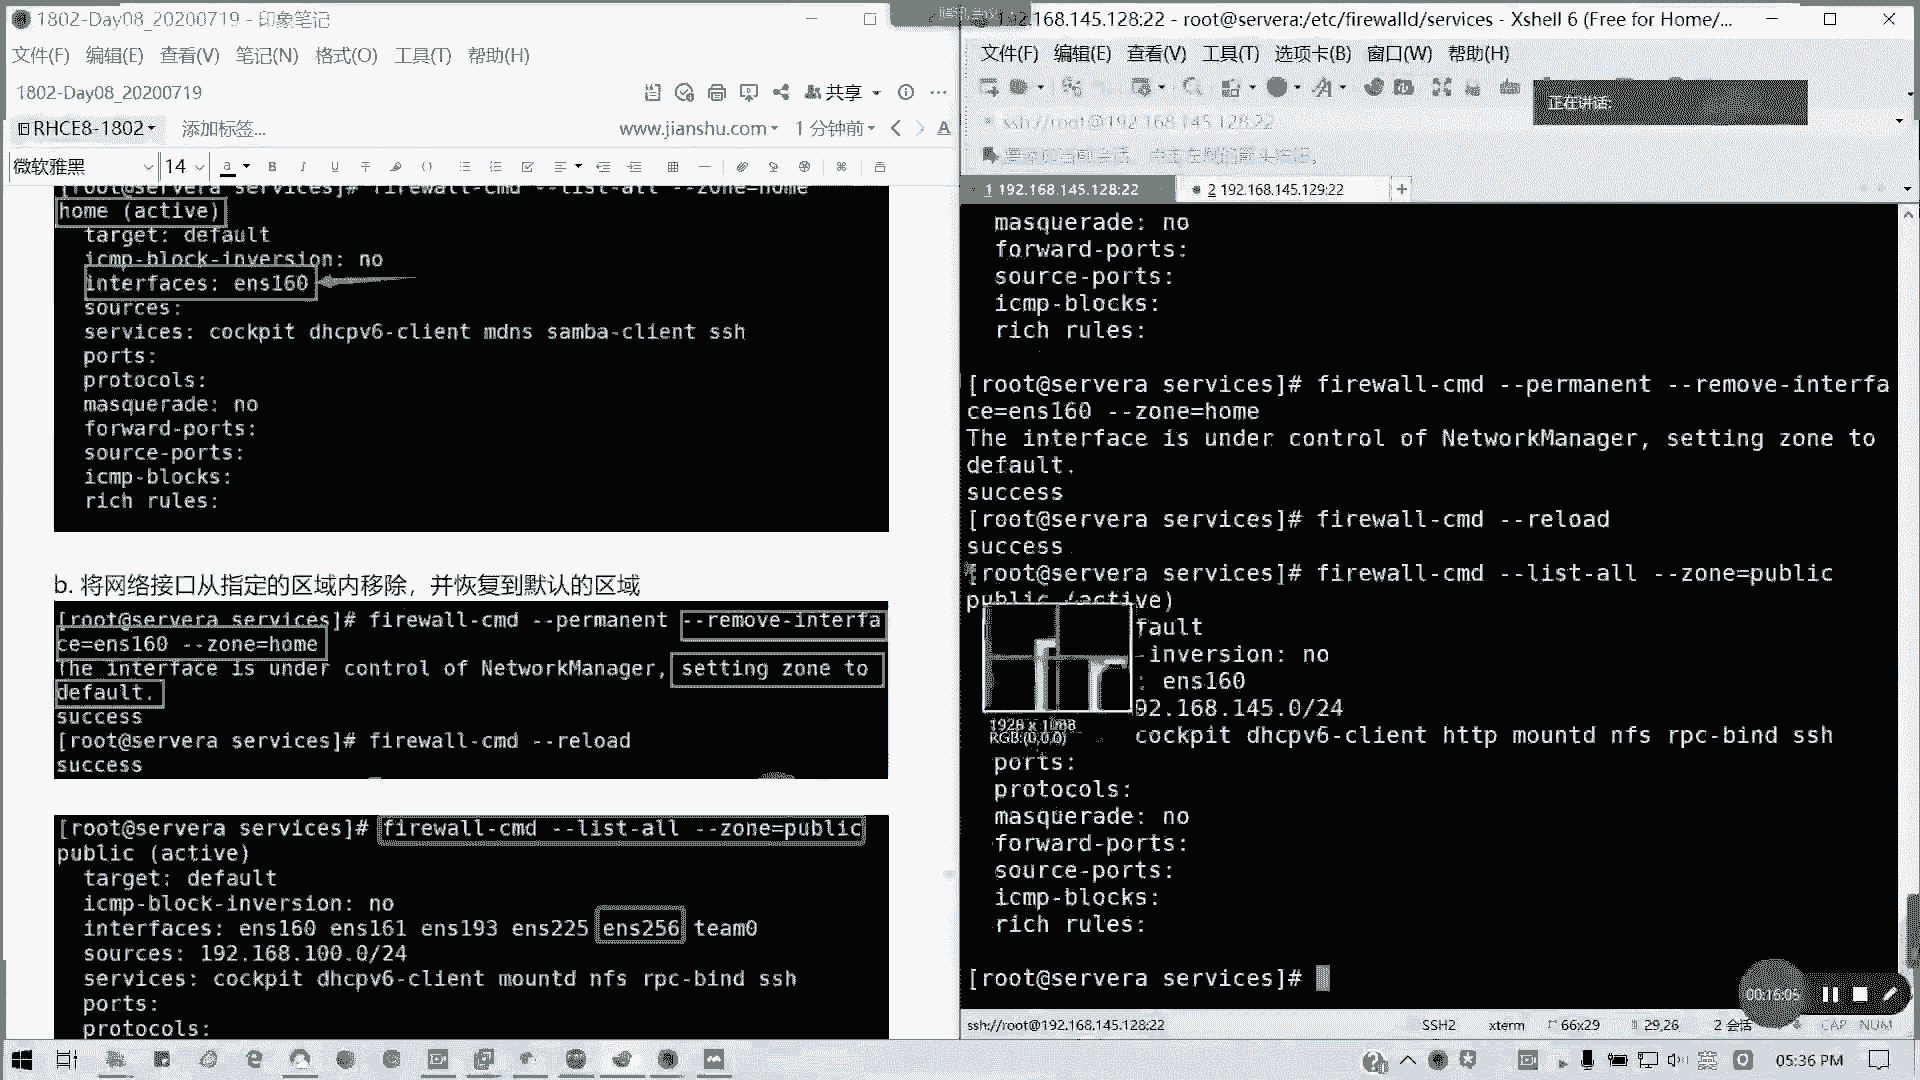 1802-Day08_20200719 - 印象笔记
文件(F) 编辑(E) 查看(V) 笔记(N) 格式(O) 工具(T) 帮助(H)
1802-Day08_20200719
共享
RHCE8-1802
添加标签...
www.jianshu.com
1 分钟前
微软雅黑
14
[root@servera services]# firewall-cmd --list-all --zone=home
home (active)
target: default
icmp-block-inversion: no
interfaces: ens160
sources:
services: cockpit dhcpv6-client mdns samba-client ssh
ports:
protocols:
masquerade: no
forward-ports:
source-ports:
icmp-blocks:
rich rules:
b. 将网络接口从指定的区域内移除，并恢复到默认的区域
[root@servera services]# firewall-cmd --permanent --remove-interfa
ce=ens160 --zone=home
The interface is under control of NetworkManager, setting zone to
default.
success
[root@servera services]# firewall-cmd --reload
success
[root@servera services]# firewall-cmd --list-all --zone=public
public (active)
target: default
icmp-block-inversion: no
interfaces: ens160 ens161 ens193 ens225 ens256 team0
sources: 192.168.100.0/24
services: cockpit dhcpv6-client mountd nfs rpc-bind ssh
ports:
protocols:
192.168.145.128:22 - root@servera:/etc/firewalld/services - Xshell 6 (Free for Home/...
文件(F) 编辑(E) 查看(V) 工具(T) 选项卡(B) 窗口(W) 帮助(H)
正在讲话:
ssh://root@192.168.145.128:22
1 192.168.145.128:22
2 192.168.145.129:22
masquerade: no
forward-ports:
source-ports:
icmp-blocks:
rich rules:
[root@servera services]# firewall-cmd --permanent --remove-interfa
ce=ens160 --zone=home
The interface is under control of NetworkManager, setting zone to
default.
success
[root@servera services]# firewall-cmd --reload
success
[root@servera services]# firewall-cmd --list-all --zone=public
public (active)
fault
-inversion: no
: ens160
92.168.145.0/24
cockpit dhcpv6-client http mountd nfs rpc-bind ssh
ports:
protocols:
masquerade: no
forward-ports:
source-ports:
icmp-blocks:
rich rules:
[root@servera services]#
RGB:(0,0,0)
00:16:05
ssh://root@192.168.145.128:22
SSH2
xterm
66x29
29,26
2 会话
CAP NUM
英
05:36 PM